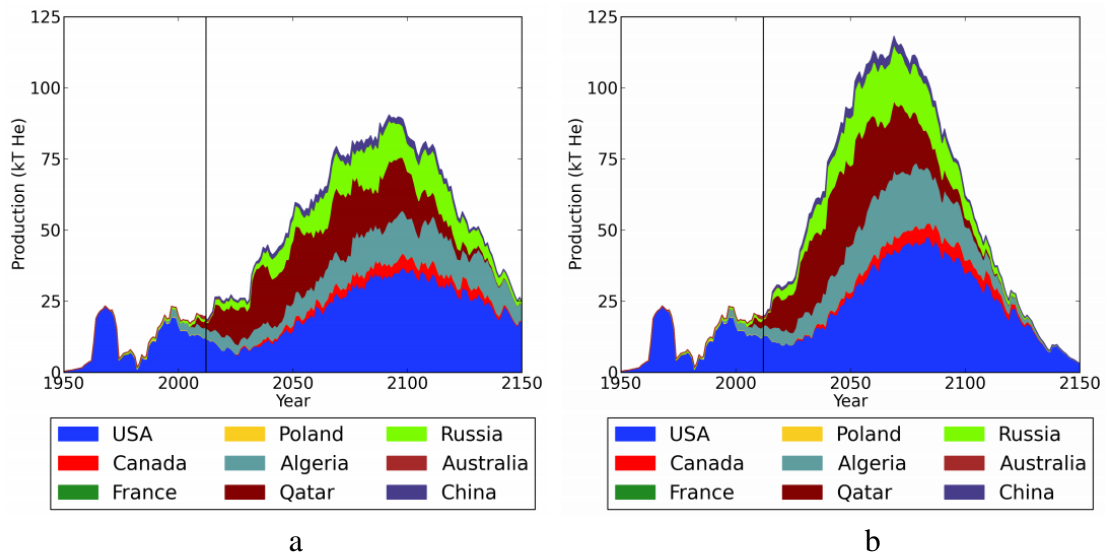 125
100
75
50
25
0
Production (kT He)
1950 2000 2050 2100 2150
Year
USA Poland Russia
Canada Algeria Australia
France Qatar China
a
125
100
75
50
25
0
Production (kT He)
1950 2000 2050 2100 2150
Year
USA Poland Russia
Canada Algeria Australia
France Qatar China
b